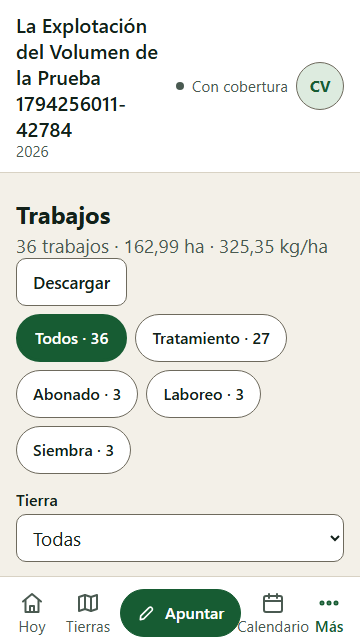 La Explotación
del Volumen de
la Prueba
1794256011-
42784
2026
Con cobertura
CV
Trabajos
36 trabajos · 162,99 ha · 325,35 kg/ha
Descargar
Todos · 36
Tratamiento · 27
Abonado · 3
Laboreo · 3
Siembra · 3
Tierra
Todas
Hoy
Tierras
Apuntar
Calendario
Más